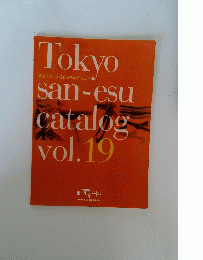 Tokyo
san-esu
catalog
vol.19